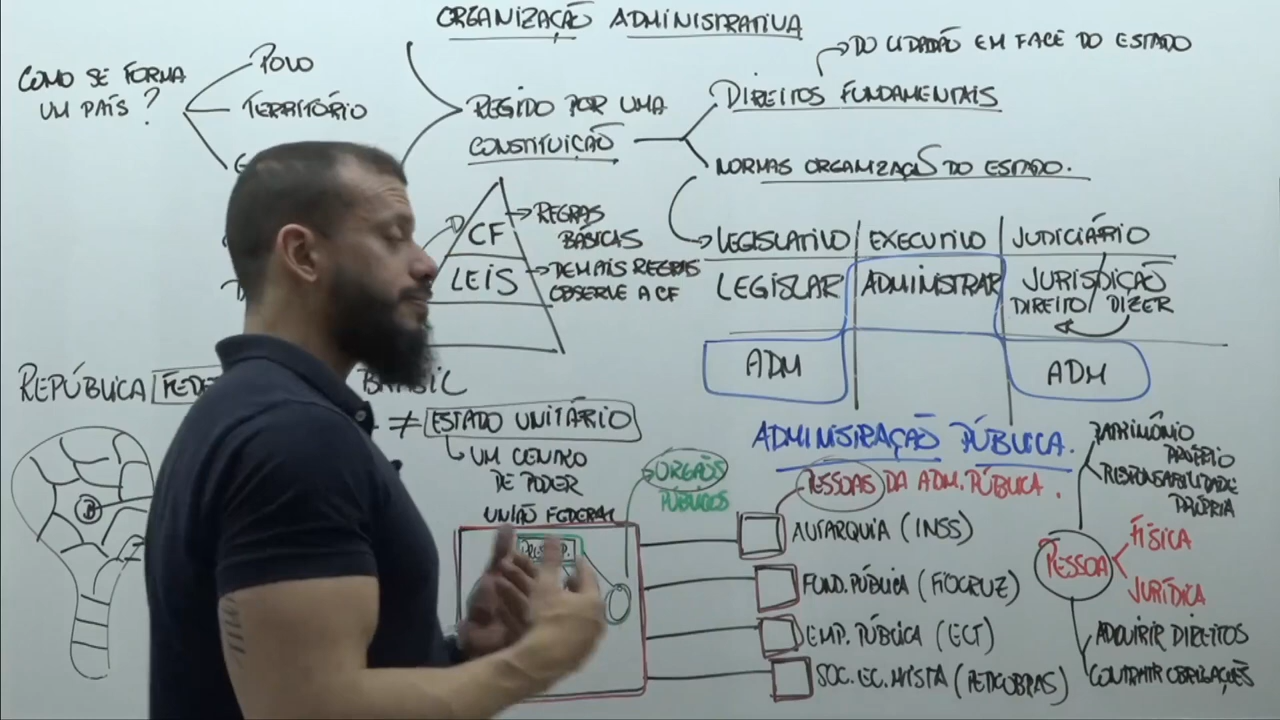 ORGANIZAÇÃO ADMINISTRATIVA
COMO SE FORMA
UM PAÍS?
POVO
TERRITÓRIO
REGIDO POR UMA
CONSTITUIÇÃO
DO CIDADÃO EM FACE DO ESTADO
DIREITOS FUNDAMENTAIS
NORMAS ORGANIZAÇÃO DO ESTADO.
CF
REGRAS
BÁSICAS
LEIS
DEMAIS REGRAS
OBSERVE A CF
LEGISLATIVO
EXECUTIVO
JUDICIÁRIO
LEGISLAR
ADMINISTRAR
JURISDIÇÃO
DIREITO/DIZER
ADM
ADM
REPÚBLICA FEDE
BRASIL
≠ ESTADO UNITÁRIO
UM CENTRO
DE PODER
ADMINISTRAÇÃO PÚBLICA.
ORGÃOS
PÚBLICOS
PESSOAS DA ADM. PÚBLICA.
UNIÃO FEDERAL
B
AUTARQUIA (INSS)
FUND. PÚBLICA (FIOCRUZ)
EMP. PÚBLICA (ECT)
SOC. EC. MISTA (PETROBRAS)
PATRIMÔNIO
PRÓPRIO
RESPONSABILIDADE
PRÓPRIA
PESSOA
FÍSICA
JURÍDICA
ADQUIRIR DIREITOS
CONTRAIR OBRIGAÇÕES